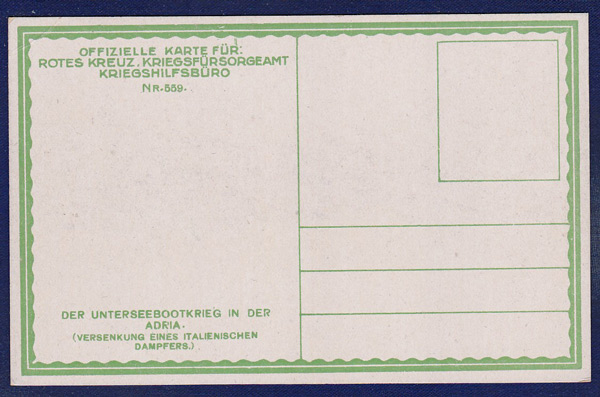 OFFIZIELLE KARTE FÜR:
ROTES KREUZ, KRIEGSFÜRSORGEAMT
KRIEGSHILFSBÜRO
NR. 559.
DER UNTERSEEBOOTKRIEG IN DER
ADRIA.
(VERSENKUNG EINES ITALIENISCHEN
DAMPFERS.)